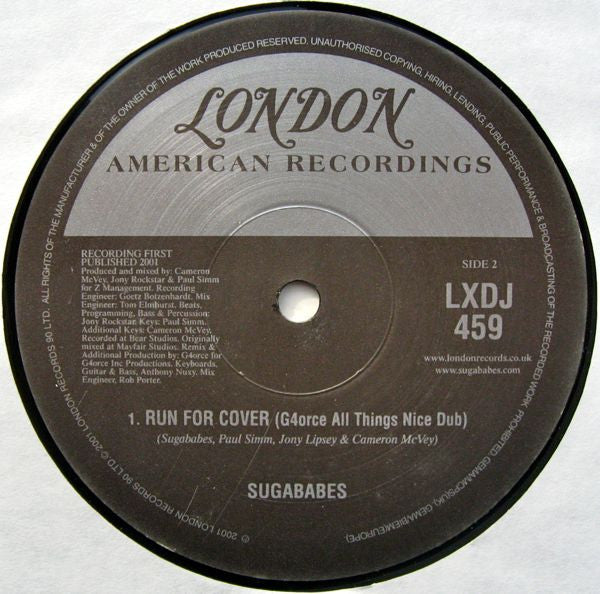 LONDON
AMERICAN RECORDINGS
RECORDING FIRST
PUBLISHED 2001
Produced and mixed by: Cameron
McVey, Jony Rockstar & Paul Simm
for Z Management. Recording
Engineer: Goetz Botzenhardt. Mix
Engineer: Tom Elmhurst. Beats,
Programming, Bass & Percussion:
Jony Rockstar. Keys: Paul Simm.
Additional Keys: Cameron McVey.
Recorded at Bear Studios. Originally
mixed at Mayfair Studios. Remix &
Additional Production by: G4orce for
G4orce Inc Productions. Keyboards,
Guitar & Bass, Anthony Nuxy. Mix
Engineer, Rob Porter.
SIDE 2
LXDJ
459
www.londonrecords.co.uk
www.sugababes.com
1. RUN FOR COVER (G4orce All Things Nice Dub)
(Sugababes, Paul Simm, Jony Lipsey & Cameron McVey)
SUGABABES
℗ 2001 LONDON RECORDS 90 LTD © 2001 LONDON RECORDS 90 LTD. ALL RIGHTS OF THE MANUFACTURER & OF THE OWNER OF THE WORK PRODUCED RESERVED. UNAUTHORISED COPYING, HIRING, LENDING, PUBLIC PERFORMANCE & BROADCASTING OF THE RECORDED WORK PROHIBITED. GEMA/MCPS(UK). GEMA/BIEM(EUROPE)